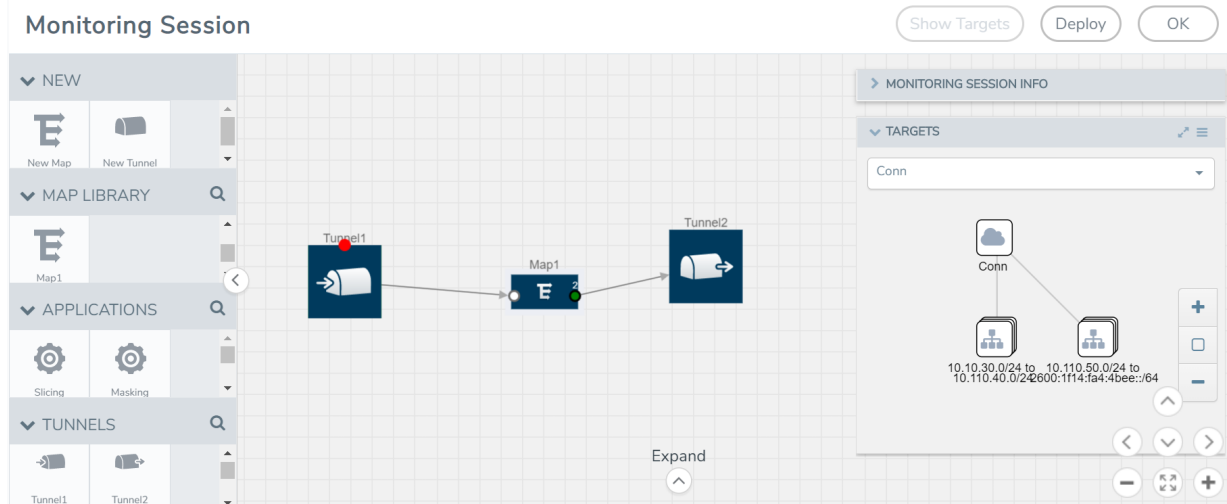 Monitoring Session
Show Targets
Deploy
OK
NEW
New Map
New Tunnel
MAP LIBRARY
Map1
APPLICATIONS
Slicing
Masking
TUNNELS
Tunnel1
Tunnel2
Tunnel1
Map1
2
Tunnel2
Expand
MONITORING SESSION INFO
TARGETS
Conn
Conn
10.10.30.0/24 to
10.110.40.0/24
10.110.50.0/24 to
2600:1f14:fa4:4bee::/64